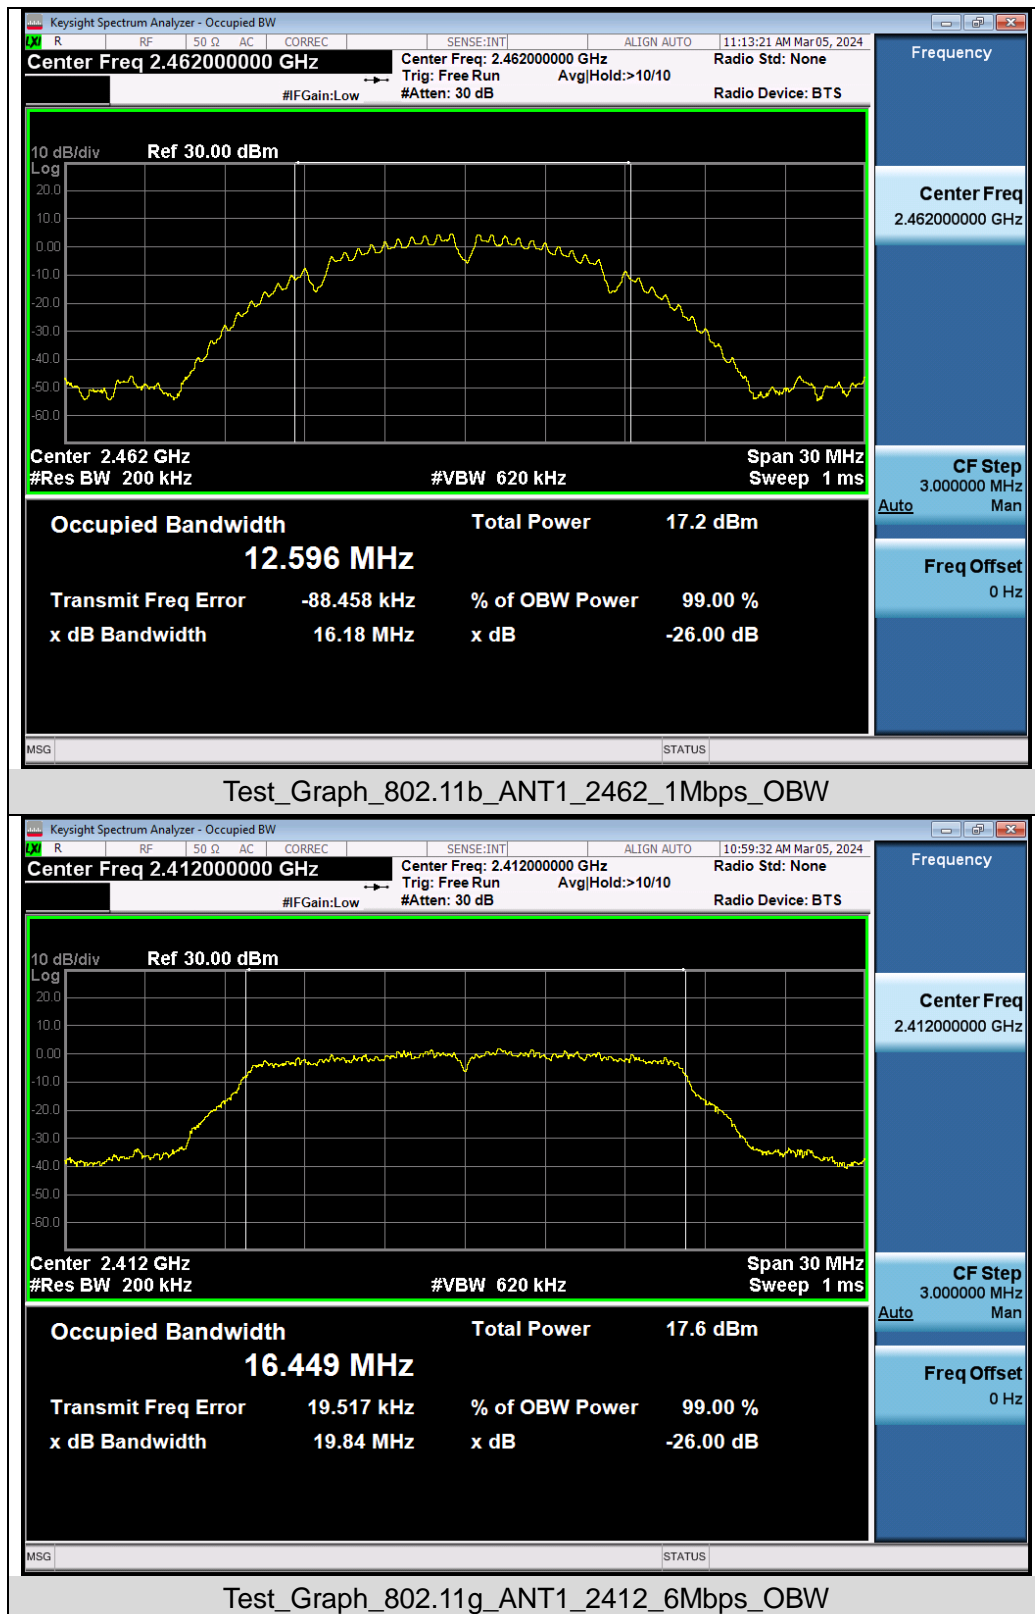 Keysight Spectrum Analyzer - Occupied BW
LXI R RF 50 Ω AC CORREC SENSE:INT ALIGN AUTO 11:13:21 AM Mar 05, 2024
Center Freq 2.462000000 GHz
Center Freq: 2.462000000 GHz Radio Std: None
Trig: Free Run Avg|Hold:>10/10
#IFGain:Low #Atten: 30 dB Radio Device: BTS
Frequency
10 dB/div Ref 30.00 dBm
Log
20.0
10.0
0.00
-10.0
-20.0
-30.0
-40.0
-50.0
-60.0
Center 2.462 GHz Span 30 MHz
#Res BW 200 kHz #VBW 620 kHz Sweep 1 ms
Center Freq
2.462000000 GHz
CF Step
3.000000 MHz
Auto Man
Freq Offset
0 Hz
Occupied Bandwidth Total Power 17.2 dBm
12.596 MHz
Transmit Freq Error -88.458 kHz % of OBW Power 99.00 %
x dB Bandwidth 16.18 MHz x dB -26.00 dB
MSG STATUS
Test_Graph_802.11b_ANT1_2462_1Mbps_OBW
Keysight Spectrum Analyzer - Occupied BW
LXI R RF 50 Ω AC CORREC SENSE:INT ALIGN AUTO 10:59:32 AM Mar 05, 2024
Center Freq 2.412000000 GHz
Center Freq: 2.412000000 GHz Radio Std: None
Trig: Free Run Avg|Hold:>10/10
#IFGain:Low #Atten: 30 dB Radio Device: BTS
Frequency
10 dB/div Ref 30.00 dBm
Log
20.0
10.0
0.00
-10.0
-20.0
-30.0
-40.0
-50.0
-60.0
Center 2.412 GHz Span 30 MHz
#Res BW 200 kHz #VBW 620 kHz Sweep 1 ms
Center Freq
2.412000000 GHz
CF Step
3.000000 MHz
Auto Man
Freq Offset
0 Hz
Occupied Bandwidth Total Power 17.6 dBm
16.449 MHz
Transmit Freq Error 19.517 kHz % of OBW Power 99.00 %
x dB Bandwidth 19.84 MHz x dB -26.00 dB
MSG STATUS
Test_Graph_802.11g_ANT1_2412_6Mbps_OBW